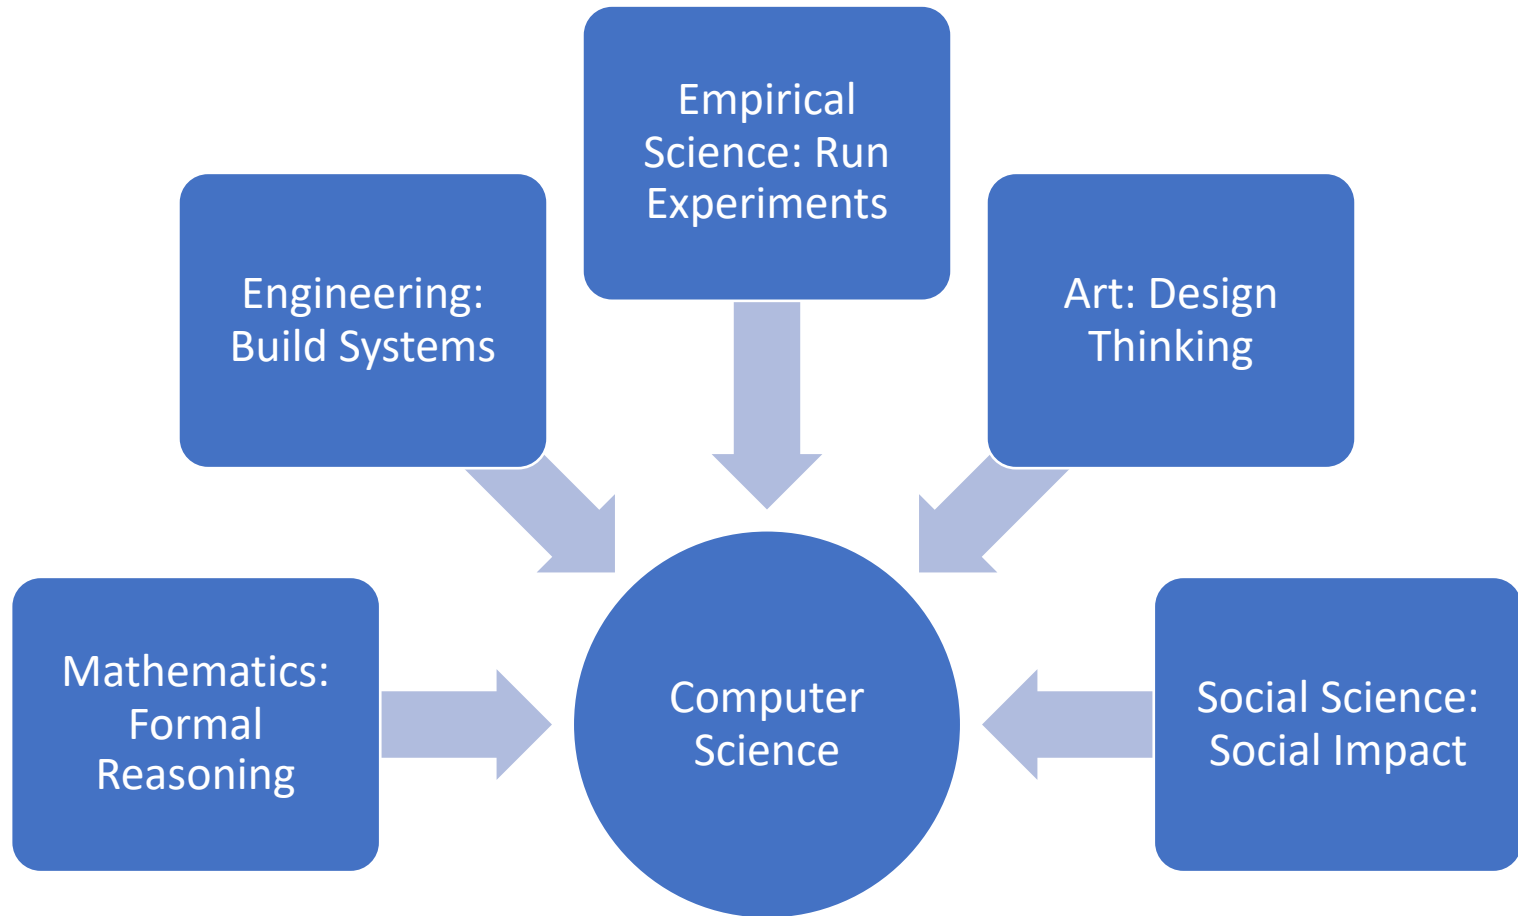 Empirical
Science: Run
Experiments
Engineering:
Build Systems
Art: Design
Thinking
Mathematics:
Formal
Reasoning
Computer
Science
Social Science:
Social Impact